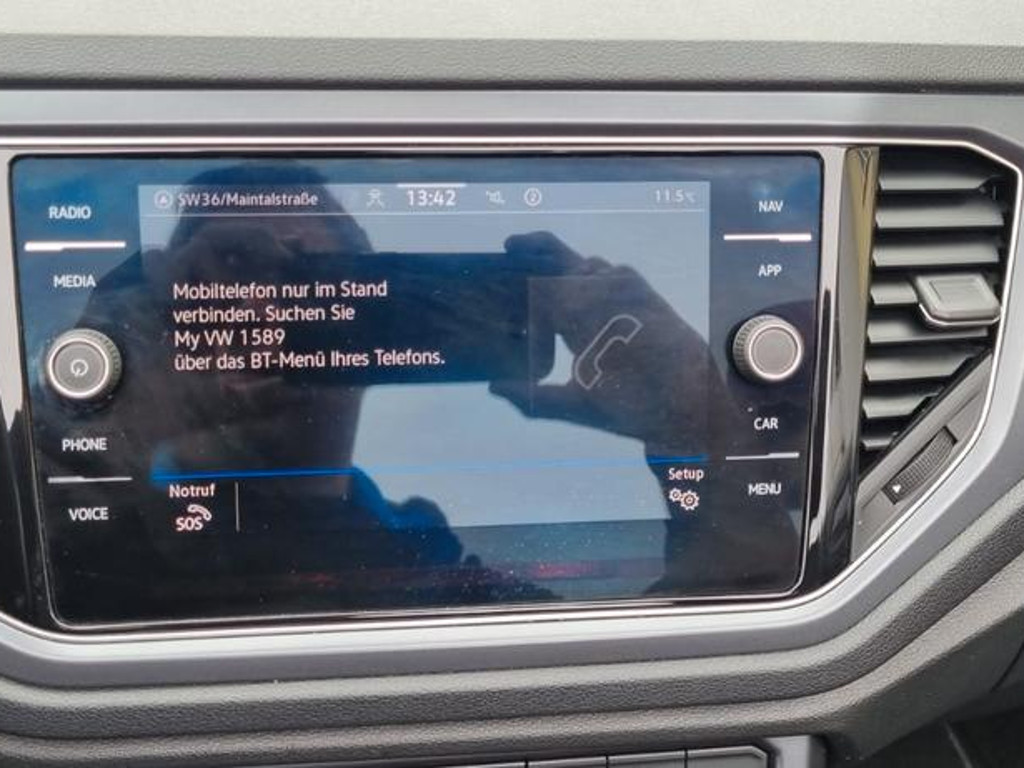 RADIO
MEDIA
PHONE
VOICE
SW36/Maintalstraße 13:42 2 11.5°C
Mobiltelefon nur im Stand
verbinden. Suchen Sie
My VW 1589
über das BT-Menü Ihres Telefons.
Notruf
SOS
Setup
NAV
APP
CAR
MENU